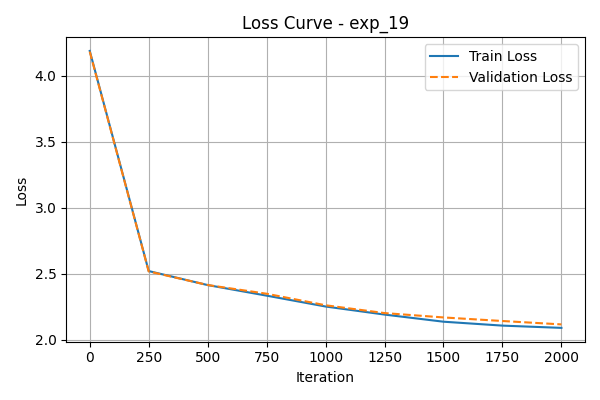 Loss Curve - exp_19
Train Loss
Validation Loss
4.0
3.5
3.0
2.5
2.0
Loss
0 250 500 750 1000 1250 1500 1750 2000
Iteration